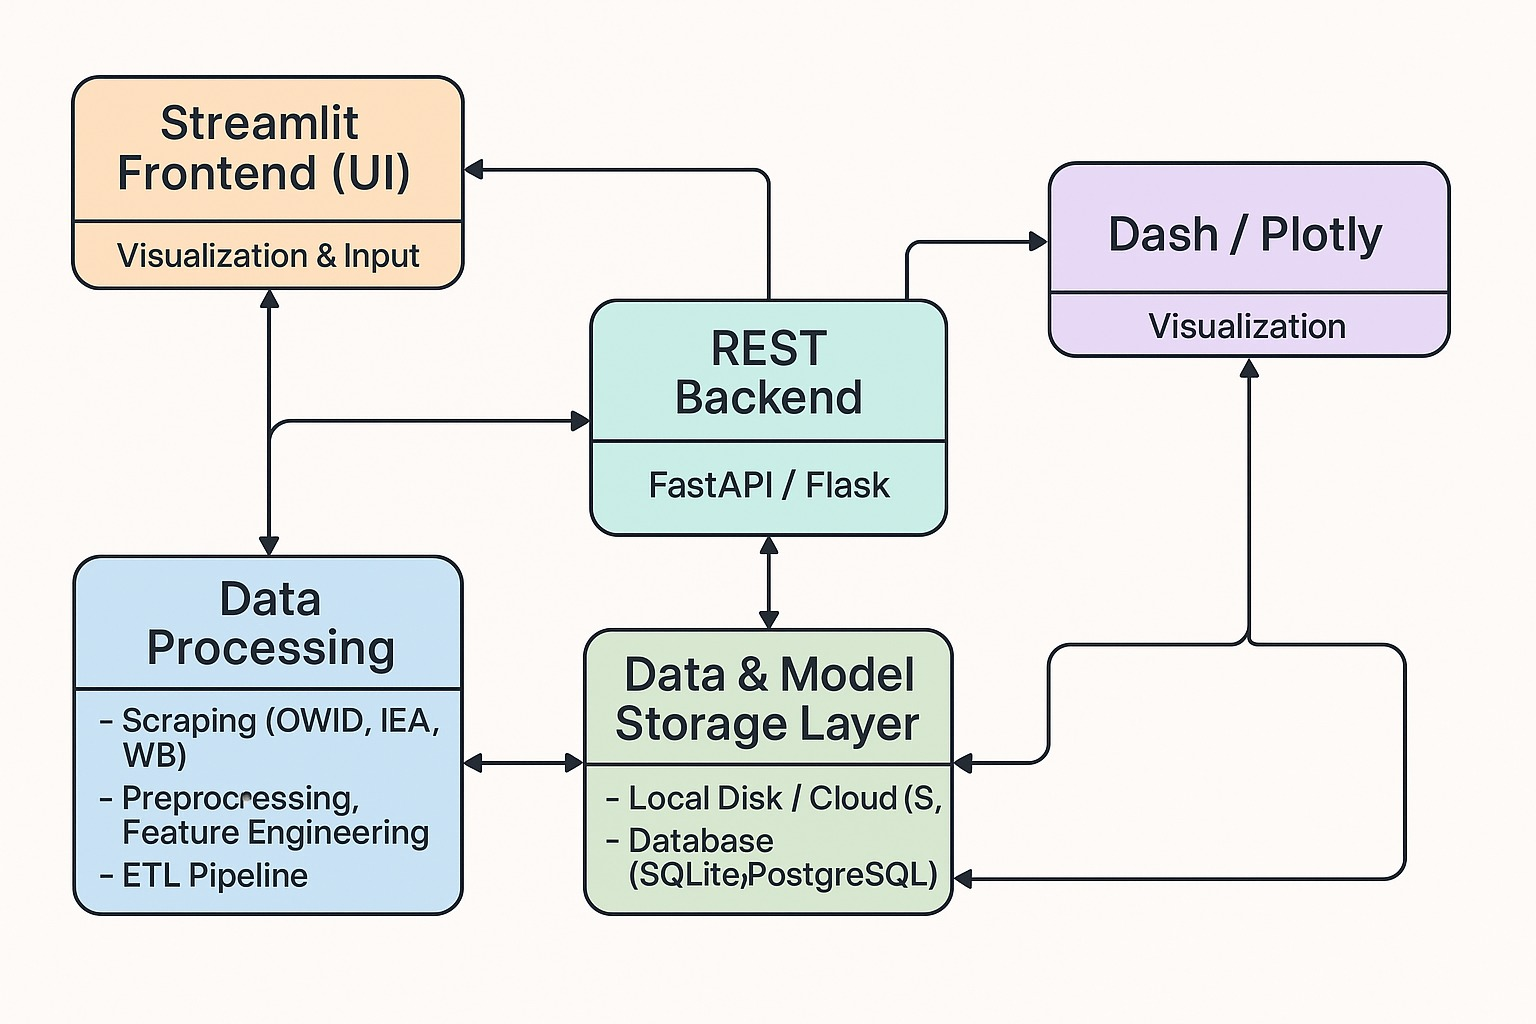 Streamlit
Frontend (UI)
Visualization & Input
Dash / Plotly
Visualization
REST
Backend
FastAPI / Flask
Data
Processing
- Scraping (OWID, IEA,
WB)
- Preprocessing,
Feature Engineering
- ETL Pipeline
Data & Model
Storage Layer
- Local Disk / Cloud (S,
- Database
(SQLite,PostgreSQL)